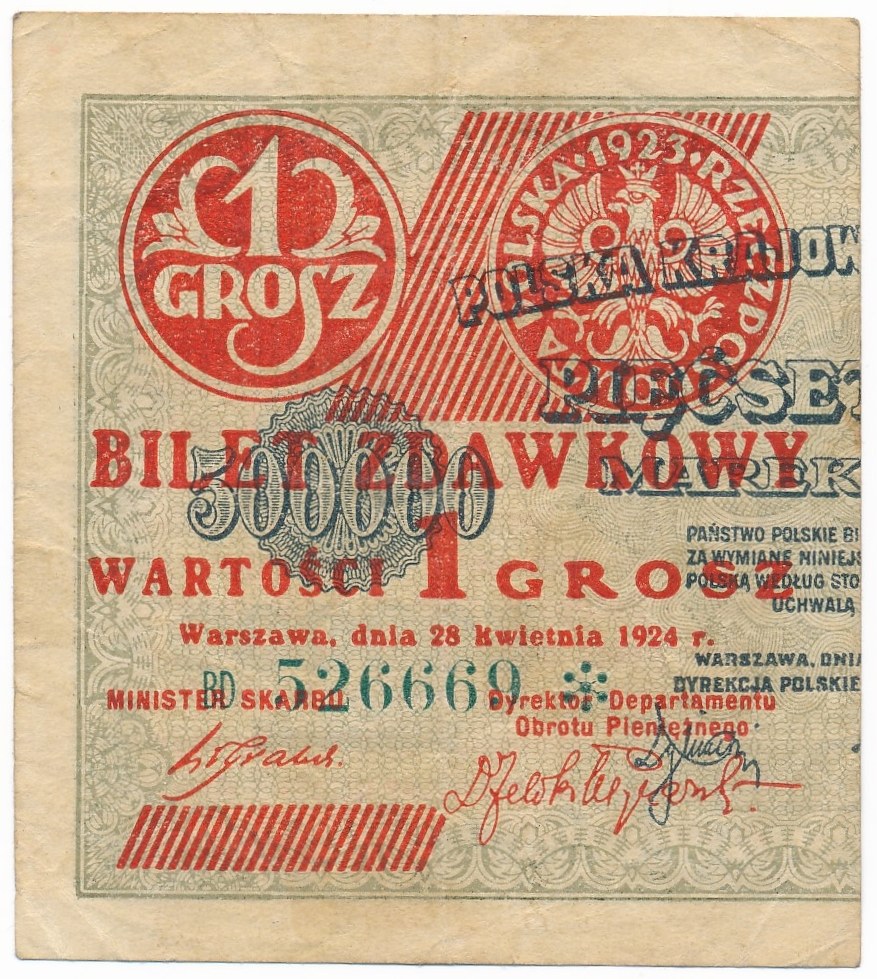 1
GROSZ
POLSKA • 1923 • RZECZPO
A
POLSKA KRAJOW
PIĘĆSET
MAREK
500000
BILET ZDAWKOWY
WARTOŚCI 1 GROSZ
PAŃSTWO POLSKIE BI
ZA WYMIANĘ NINIEJS
POLSKĄ WEDŁUG STO
UCHWALĄ
Warszawa, dnia 28 kwietnia 1924 r.
WARSZAWA, DNIA
DYREKCJA POLSKIE
BD 526669 *
MINISTER SKARBU
Dyrektor Departamentu
Obrotu Pieniężnego